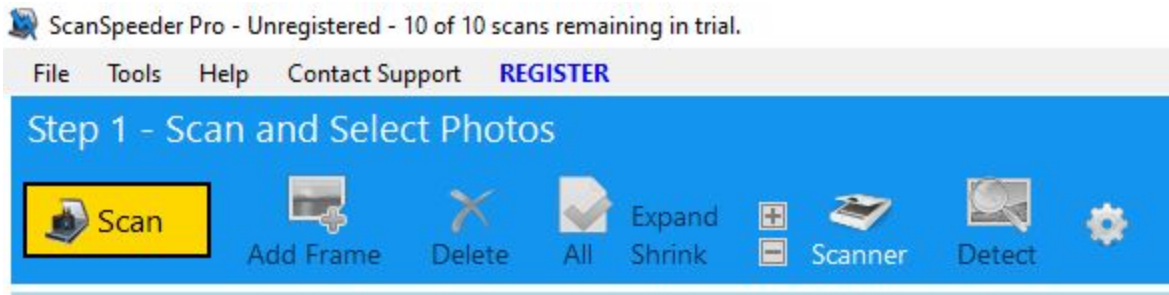 ScanSpeeder Pro - Unregistered - 10 of 10 scans remaining in trial.
File Tools Help Contact Support REGISTER
Step 1 - Scan and Select Photos
Scan Add Frame Delete All Expand Shrink Scanner Detect